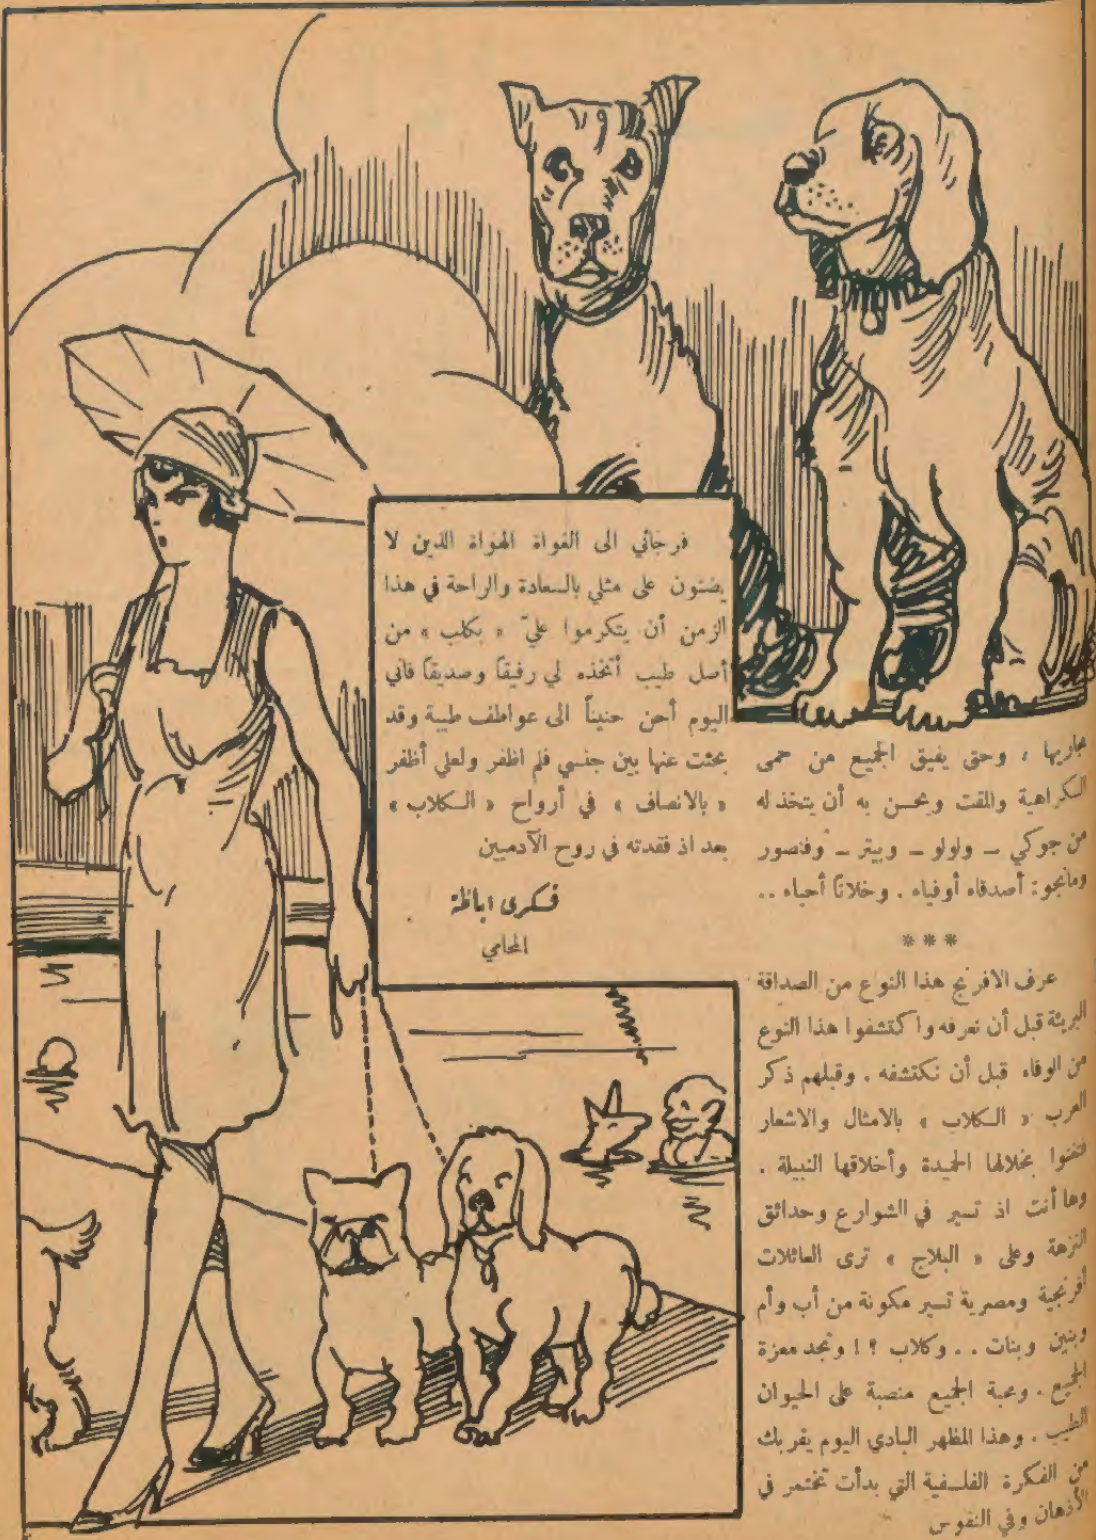 مجاريها ، وحتى يفيق الجميع من حمى
الكراهية والمقت ويحسن به أن يتخذ له
من جوكي ــ ولولو ــ وبيتر ــ وفنصور
ومانجو : أصدقاء أوفياء . وخلاناً أحباء ..
***
عرف الافرنج هذا النوع من الصداقة
البريئة قبل أن نعرفه واكتشفوا هذا النوع
من الوفاء قبل أن نكتشفه . وقبلهم ذكر
العرب « الكلاب » بالامثال والاشعار
فتغنوا بخلالها الحميدة وأخلاقها النبيلة .
وها أنت اذ تسير في الشوارع وحدائق
النزهة وعلى « البلاج » ترى العائلات
أفرنجية ومصرية تسير مكونة من أب وأم
وبنين وبنات . . وكلاب ؟ ! وتجد معزة
الجميع . ومحبة الجميع منصبة على الحيوان
الطيب . وهذا المظهر البادي اليوم يقربك
من الفكرة الفلسفية التي بدأت تختمر في
الأذهان وفي النفوس
فرجائي الى الغواة الهواة الذين لا
يضنون على مثلي بالسعادة والراحة في هذا
الزمن أن يتكرموا عليّ « بكلب » من
أصل طيب أتخذه لي رفيقاً وصديقاً فاني
اليوم أحن حنيناً الى عواطف طيبة وقد
بحثت عنها بين جنسي فلم اظفر ولعلي أظفر
« بالانصاف » في أرواح « الكلاب »
بعد اذ فقدته في روح الآدميين
فكرى اباظة
المحامي